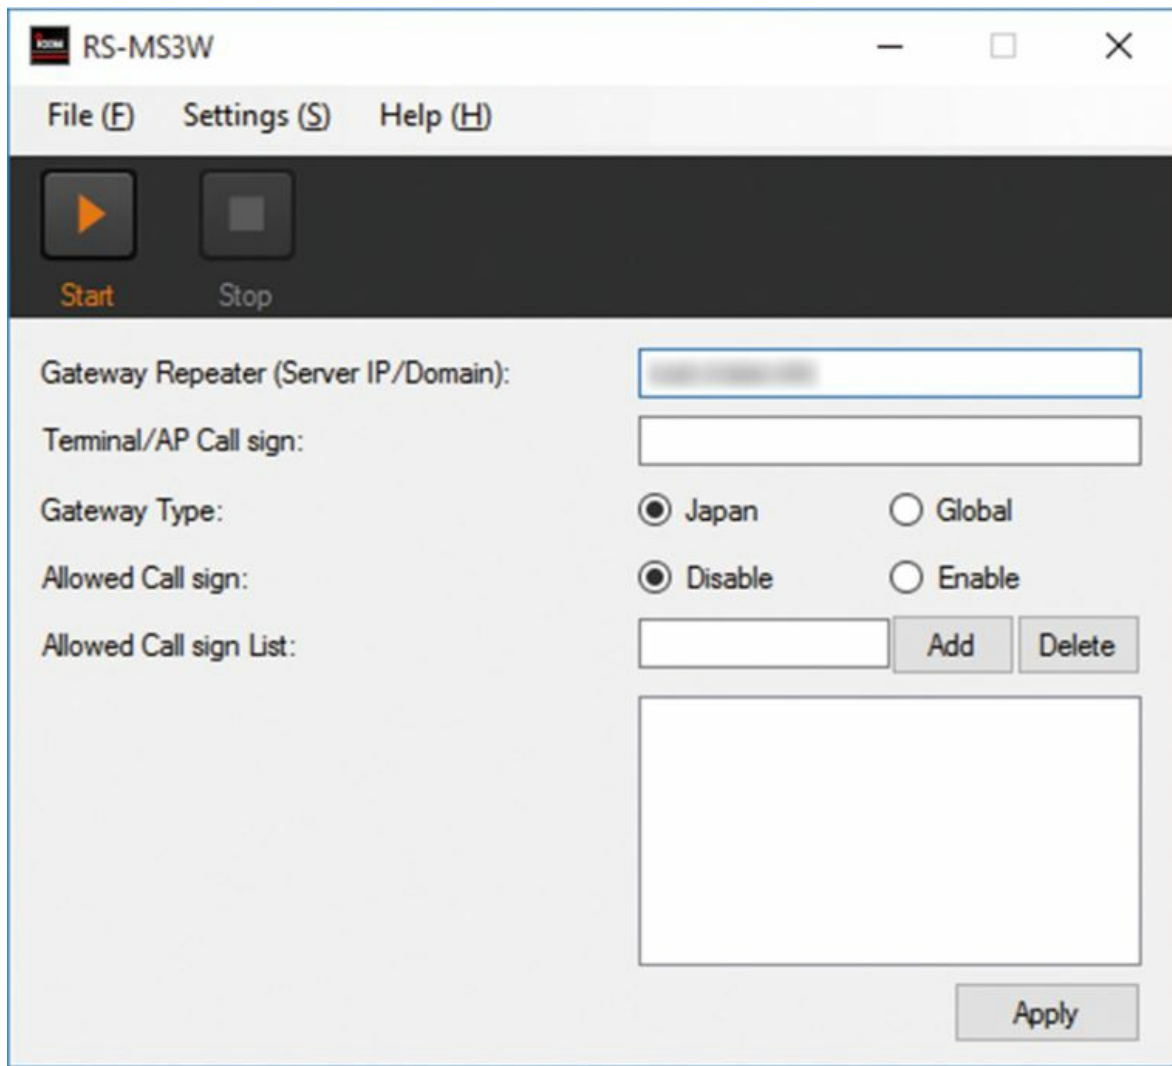 ICOM RS-MS3W
File (F) Settings (S) Help (H)
Start Stop
Gateway Repeater (Server IP/Domain):
Terminal/AP Call sign:
Gateway Type: Japan Global
Allowed Call sign: Disable Enable
Allowed Call sign List: Add Delete
Apply